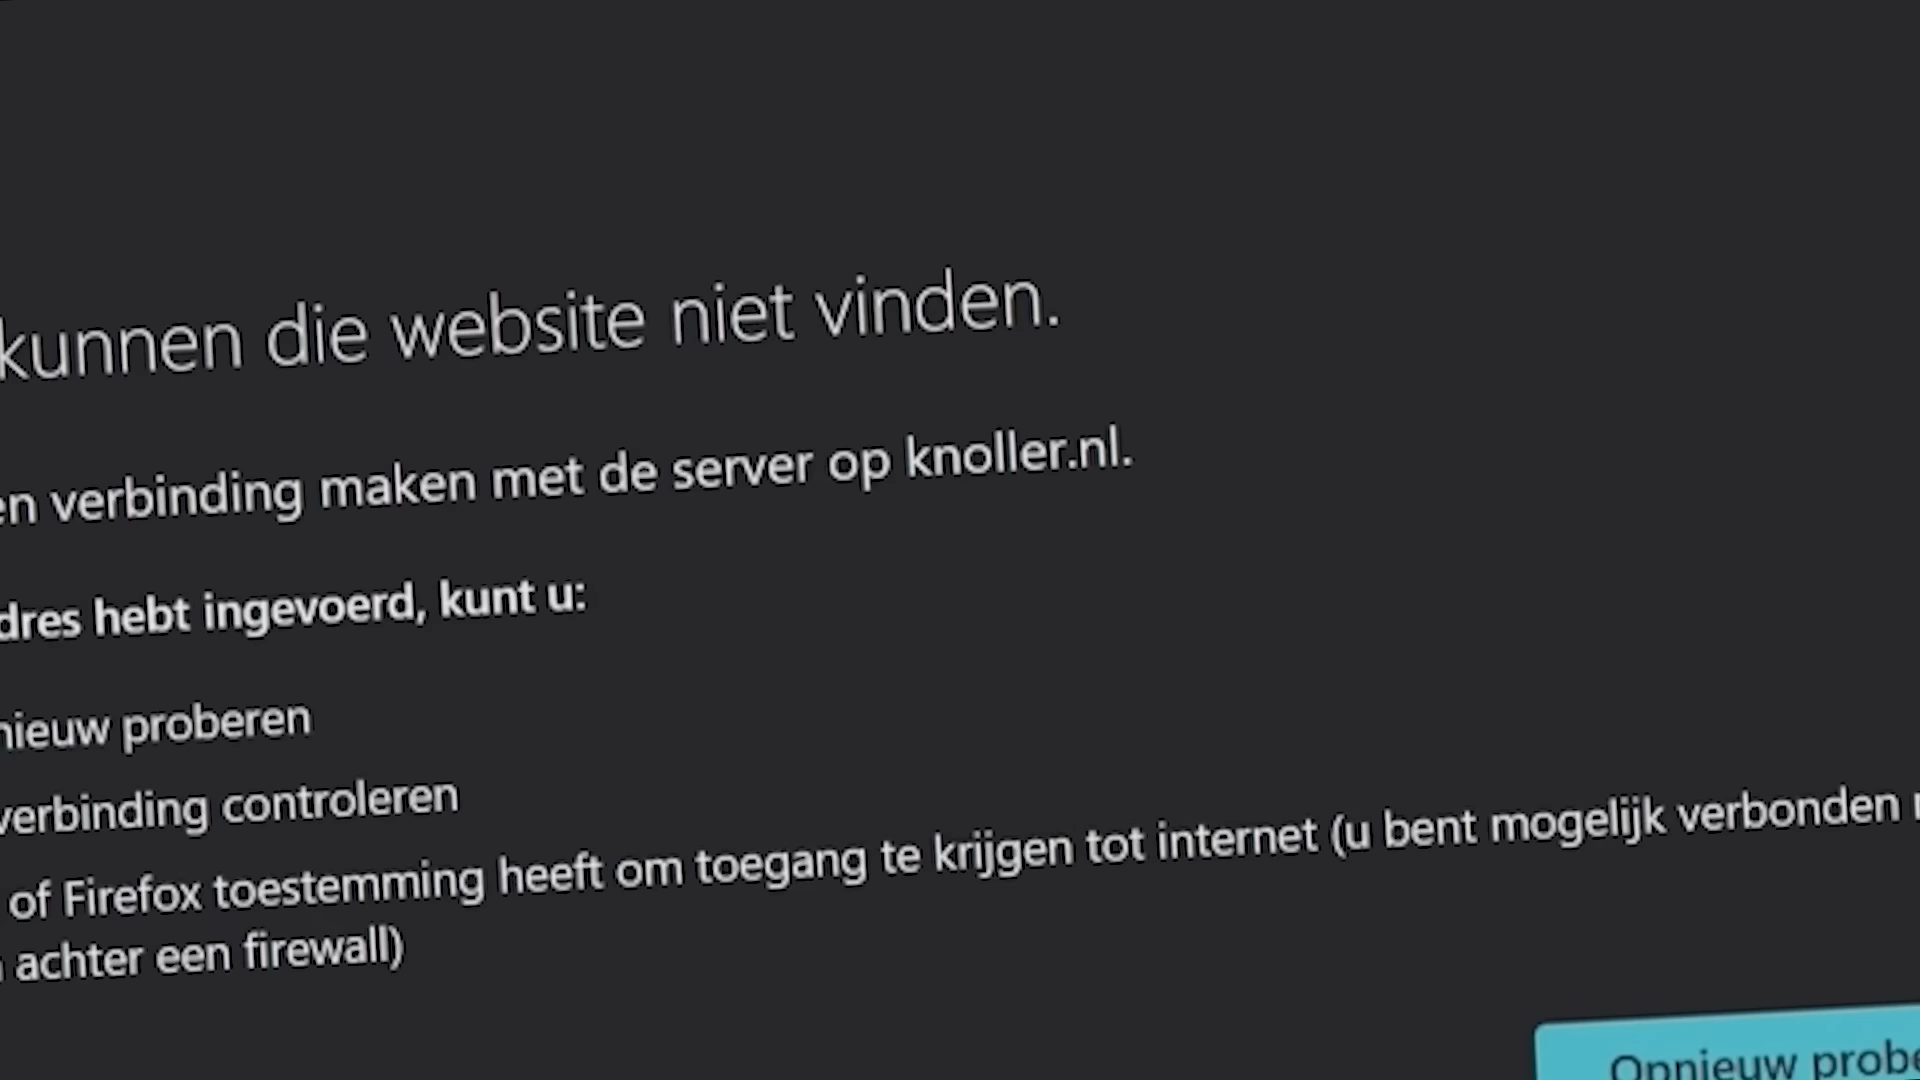 kunnen die website niet vinden.
en verbinding maken met de server op knoller.nl.
dres hebt ingevoerd, kunt u:
nieuw proberen
verbinding controleren
of Firefox toestemming heeft om toegang te krijgen tot internet (u bent mogelijk verbonden
achter een firewall)
Opnieuw probe